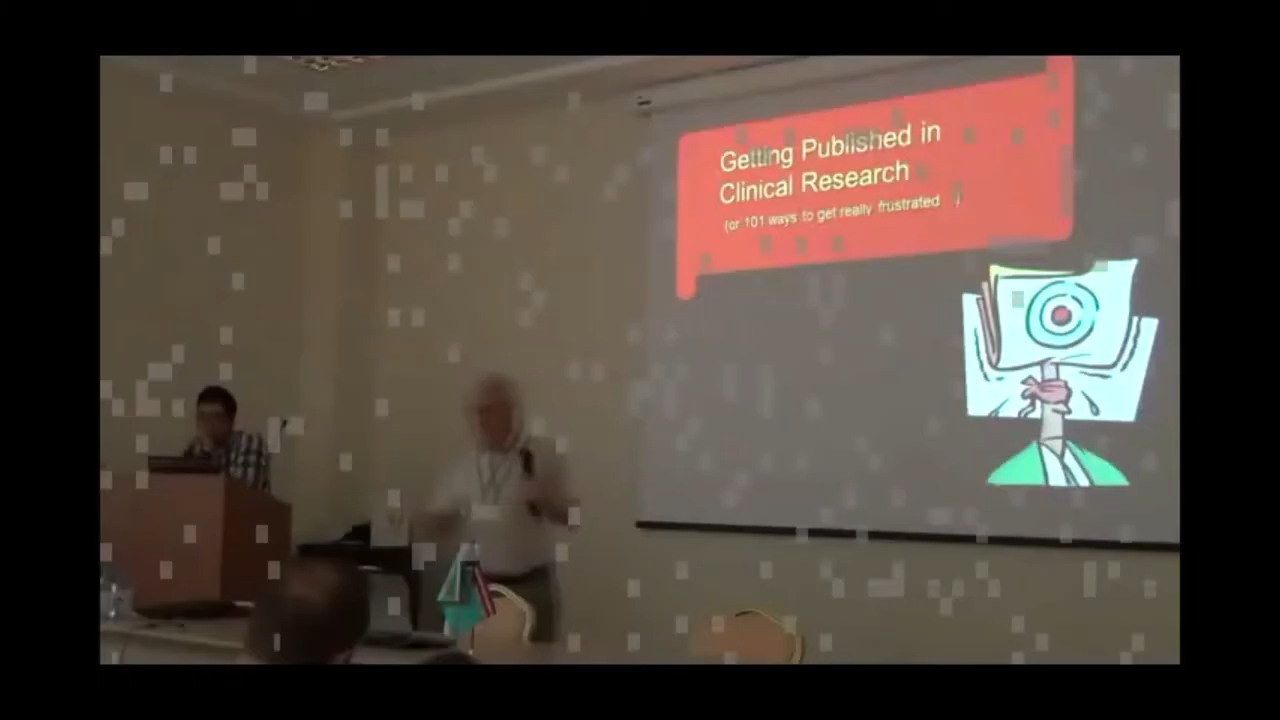 Getting Published in
Clinical Research
(or 101 ways to get really frustrated )